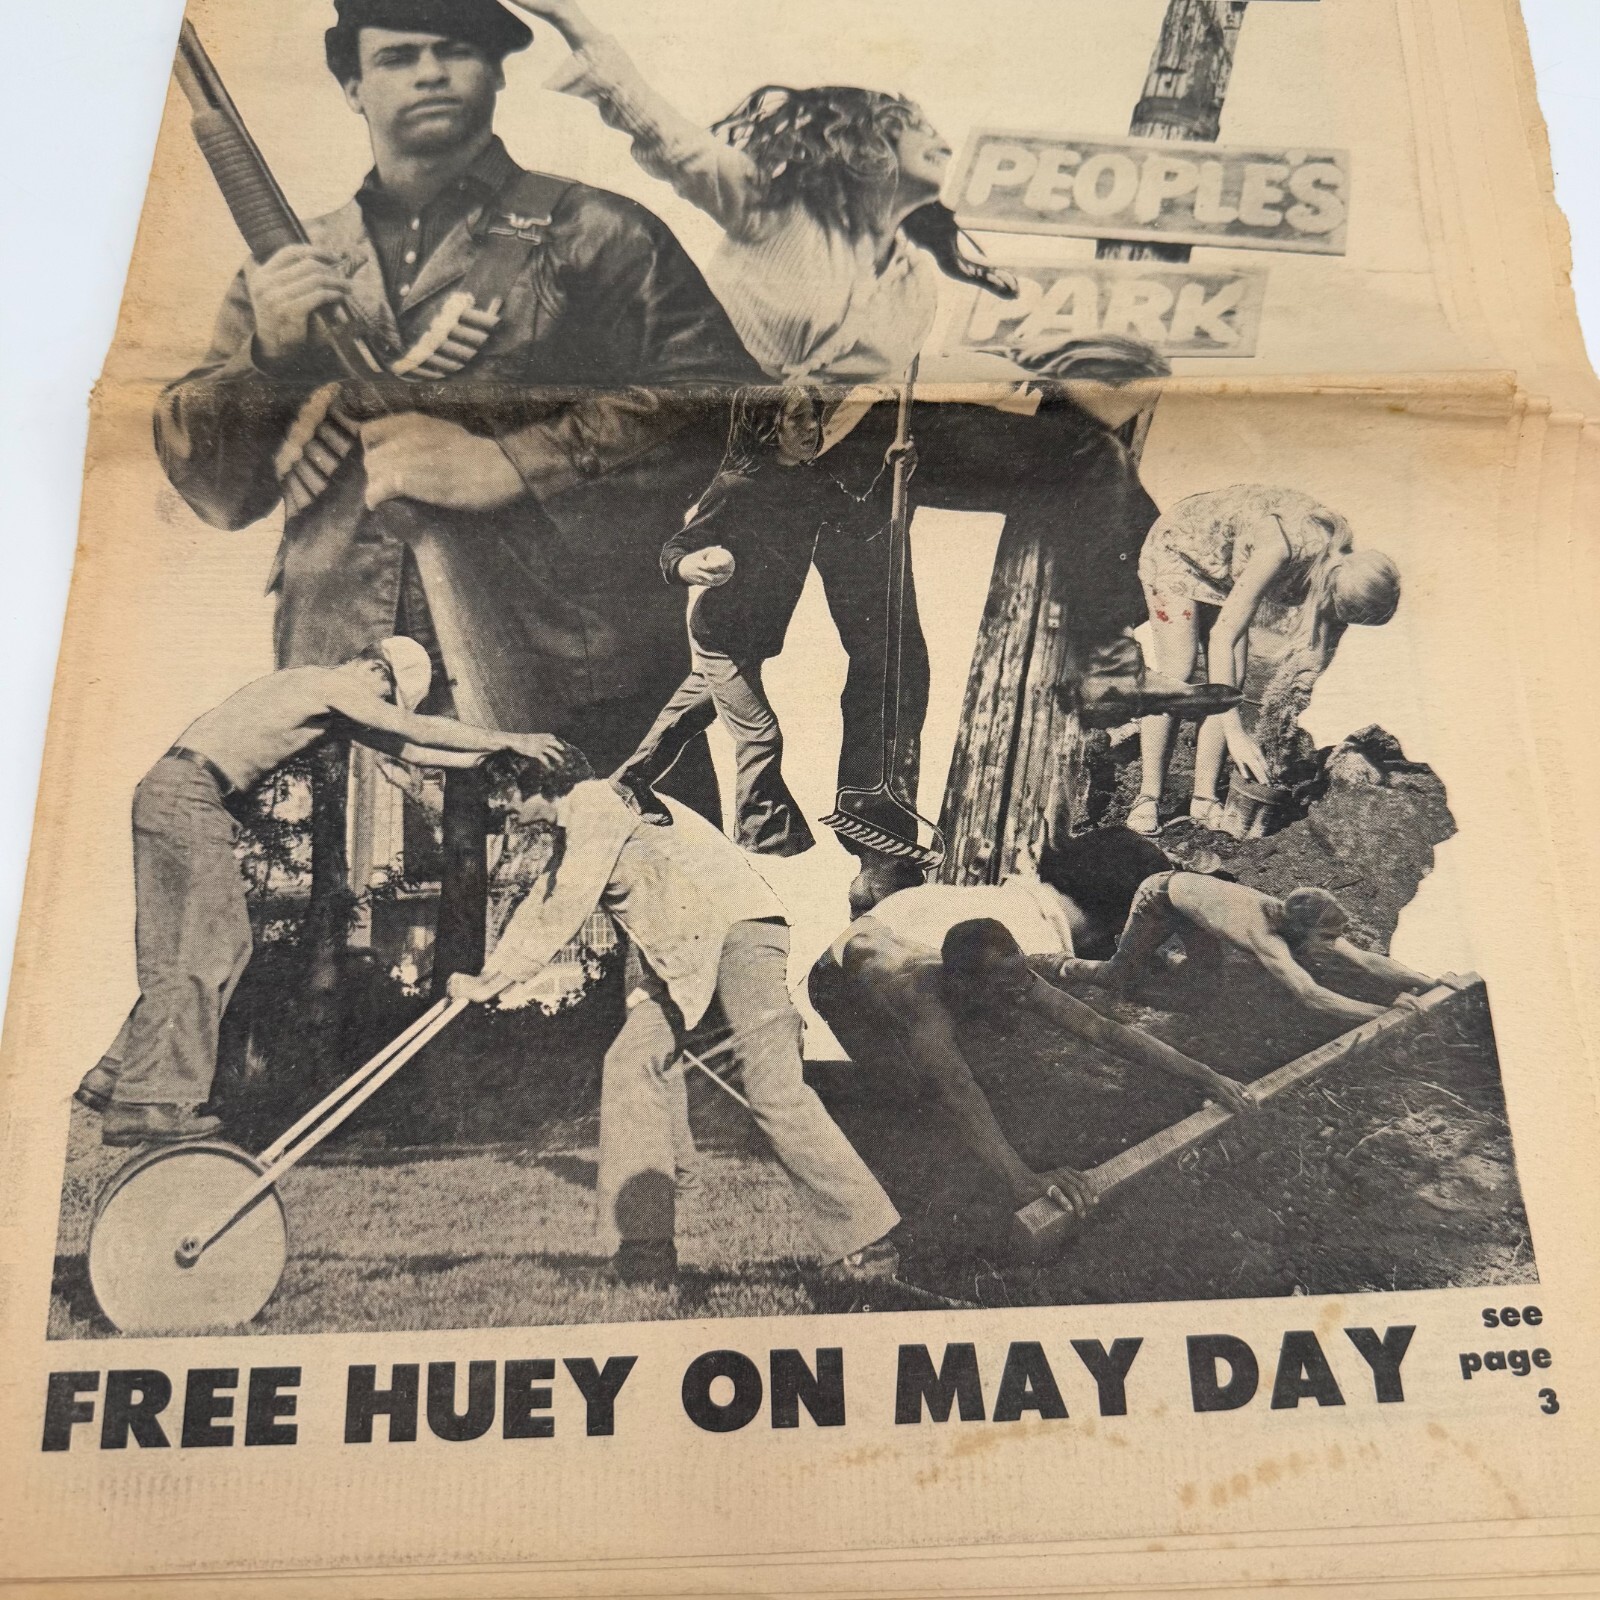 PEOPLE'S
PARK
FREE HUEY ON MAY DAY
see
page
3